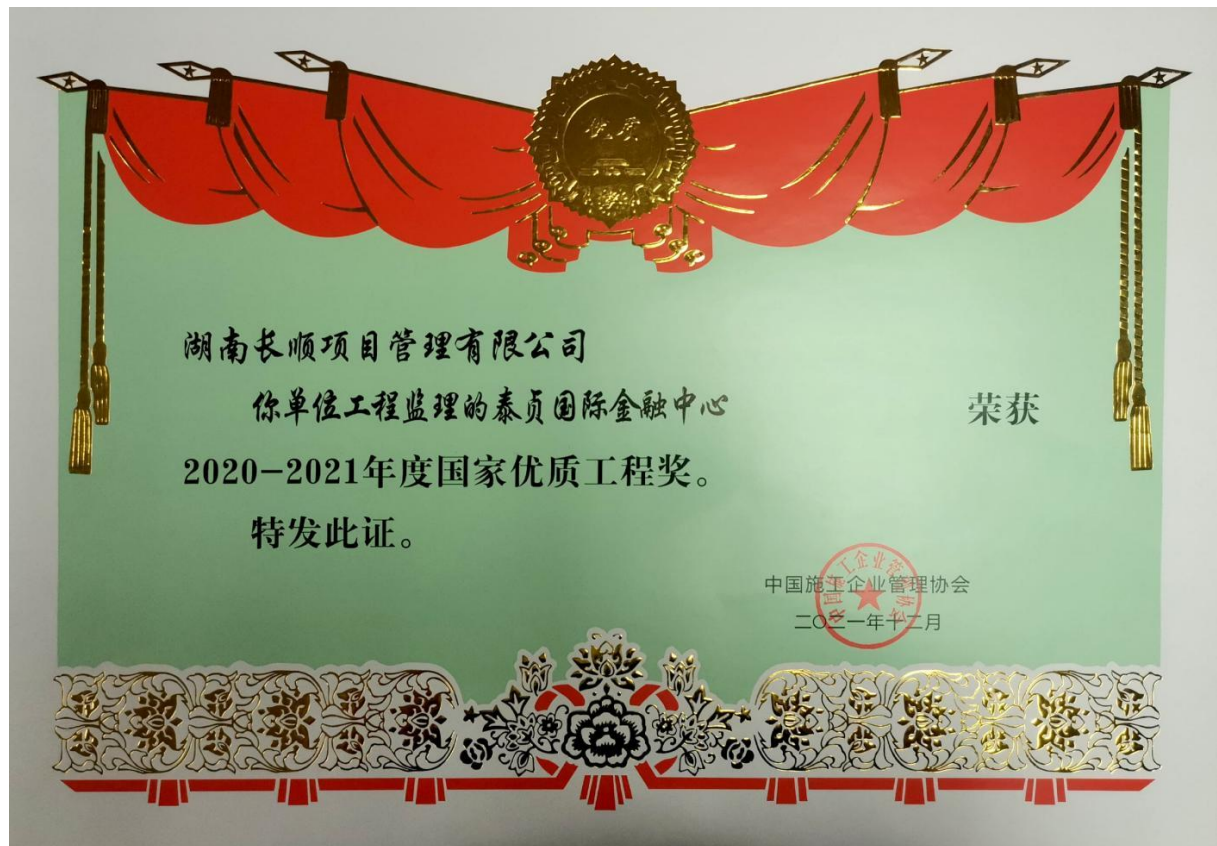 湖南长顺项目管理有限公司
你单位工程监理的泰贞国际金融中心 荣获
2020-2021年度国家优质工程奖。
特发此证。
中国施工企业管理协会
二〇二一年十二月